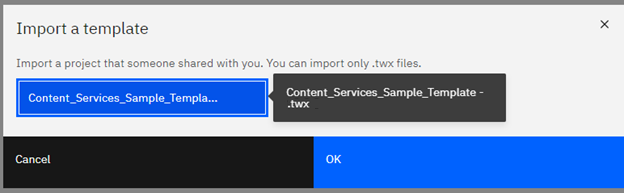 Import a template
Import a project that someone shared with you. You can import only .twx files.
Content_Services_Sample_Templa...
Content_Services_Sample_Template -
.twx
Cancel
OK